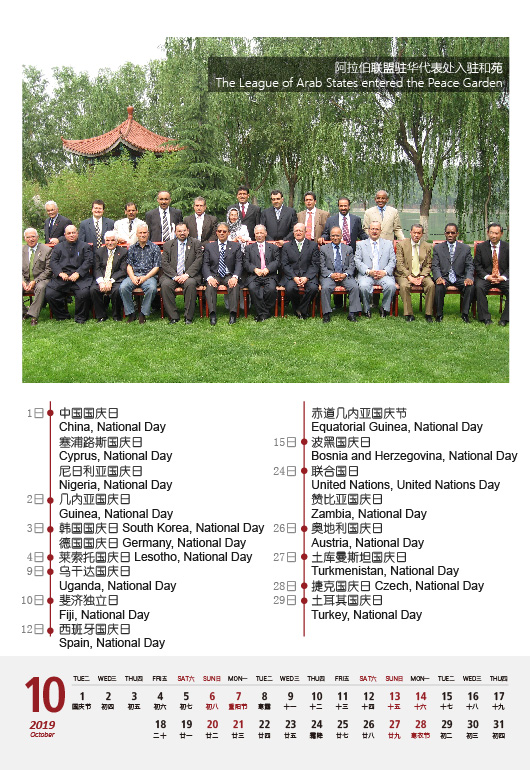 阿拉伯联盟驻华代表处入驻和苑
The League of Arab States entered the Peace Garden
1日 中国国庆日
China, National Day
塞浦路斯国庆日
Cyprus, National Day
尼日利亚国庆日
Nigeria, National Day
2日 几内亚国庆日
Guinea, National Day
3日 韩国国庆日 South Korea, National Day
德国国庆日 Germany, National Day
4日 莱索托国庆日 Lesotho, National Day
9日 乌干达国庆日
Uganda, National Day
10日 斐济独立日
Fiji, National Day
12日 西班牙国庆日
Spain, National Day
赤道几内亚国庆节
Equatorial Guinea, National Day
15日 波黑国庆日
Bosnia and Herzegovina, National Day
24日 联合国日
United Nations, United Nations Day
赞比亚国庆日
Zambia, National Day
26日 奥地利国庆日
Austria, National Day
27日 土库曼斯坦国庆日
Turkmenistan, National Day
28日 捷克国庆日 Czech, National Day
29日 土耳其国庆日
Turkey, National Day
10
2019
October
TUE二 WED三 THU四 FRI五 SAT六 SUN日 MON一 TUE二 WED三 THU四 FRI五 SAT六 SUN日 MON一 TUE二 WED三 THU四
1 2 3 4 5 6 7 8 9 10 11 12 13 14 15 16 17
国庆节 初四 初五 初六 初七 初八 重阳节 寒露 十一 十二 十三 十四 十五 十六 十七 十八 十九
18 19 20 21 22 23 24 25 26 27 28 29 30 31
二十 廿一 廿二 廿三 廿四 廿五 霜降 廿七 廿八 廿九 寒衣节 初二 初三 初四